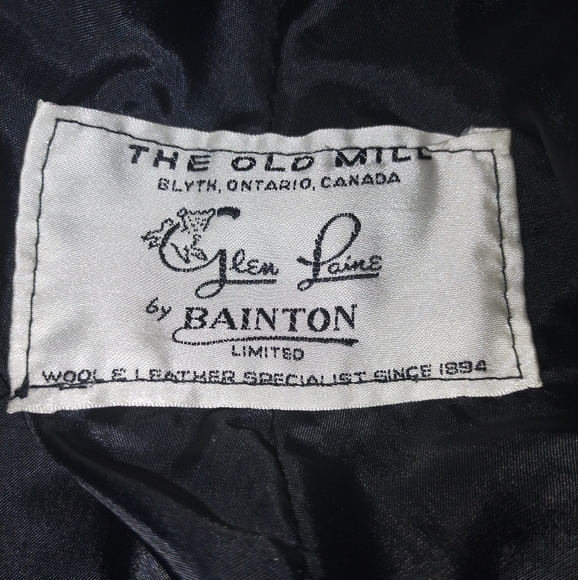 THE OLD MILL
BLYTH, ONTARIO, CANADA
Glen Laine
by BAINTON
LIMITED
WOOL & LEATHER SPECIALIST SINCE 1894